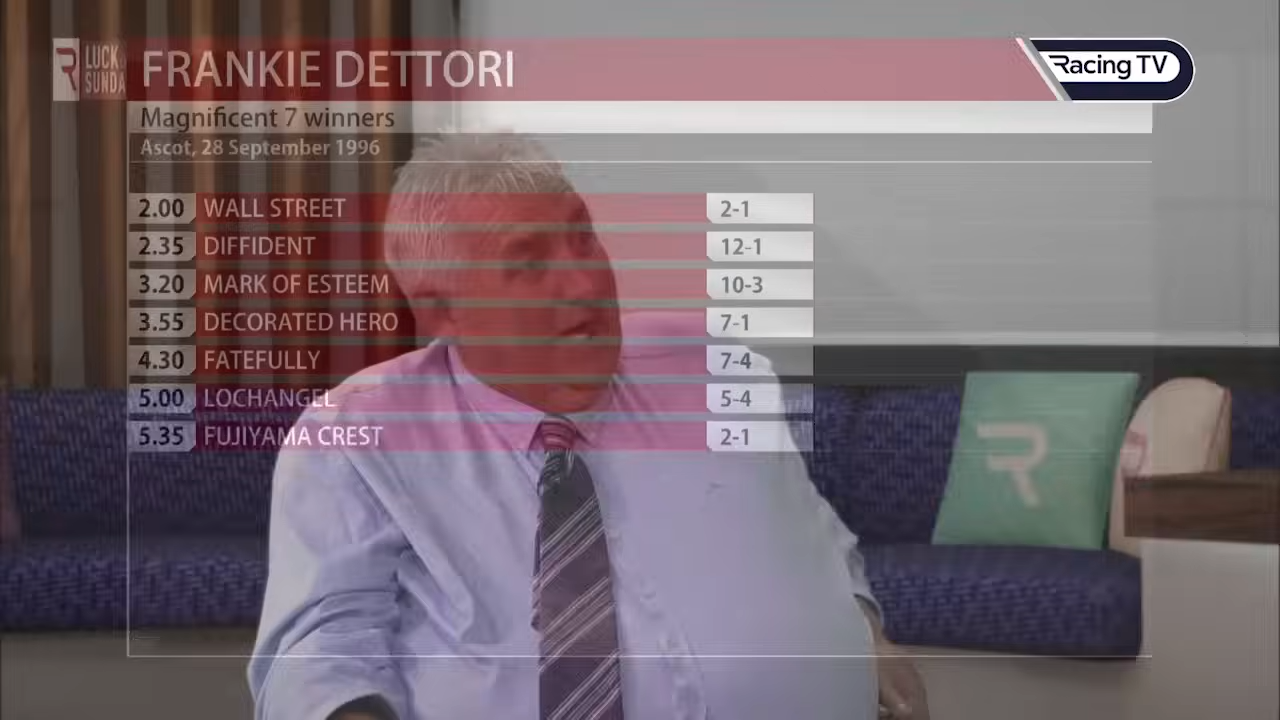 LUCK
SUNDA
FRANKIE DETTORI
Racing TV
Magnificent 7 winners
Ascot, 28 September 1996
2.00 WALL STREET 2-1
2.35 DIFFIDENT 12-1
3.20 MARK OF ESTEEM 10-3
3.55 DECORATED HERO 7-1
4.30 FATEFULLY 7-4
5.00 LOCHANGEL 5-4
5.35 FUJIYAMA CREST 2-1
R